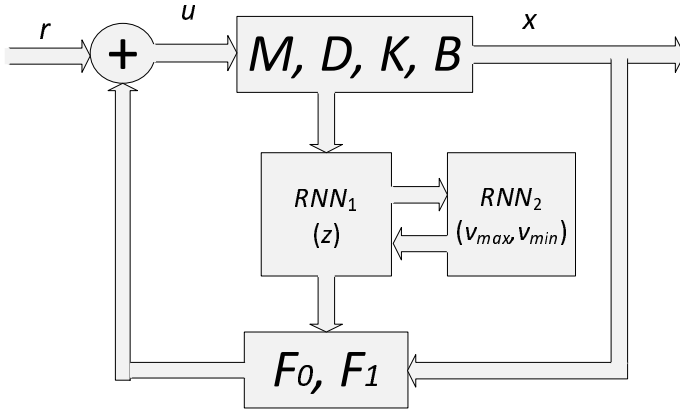 r
u
x
+
M, D, K, B
RNN₁
(z)
RNN₂
(vₘₐₓ,vₘᵢₙ)
F₀, F₁